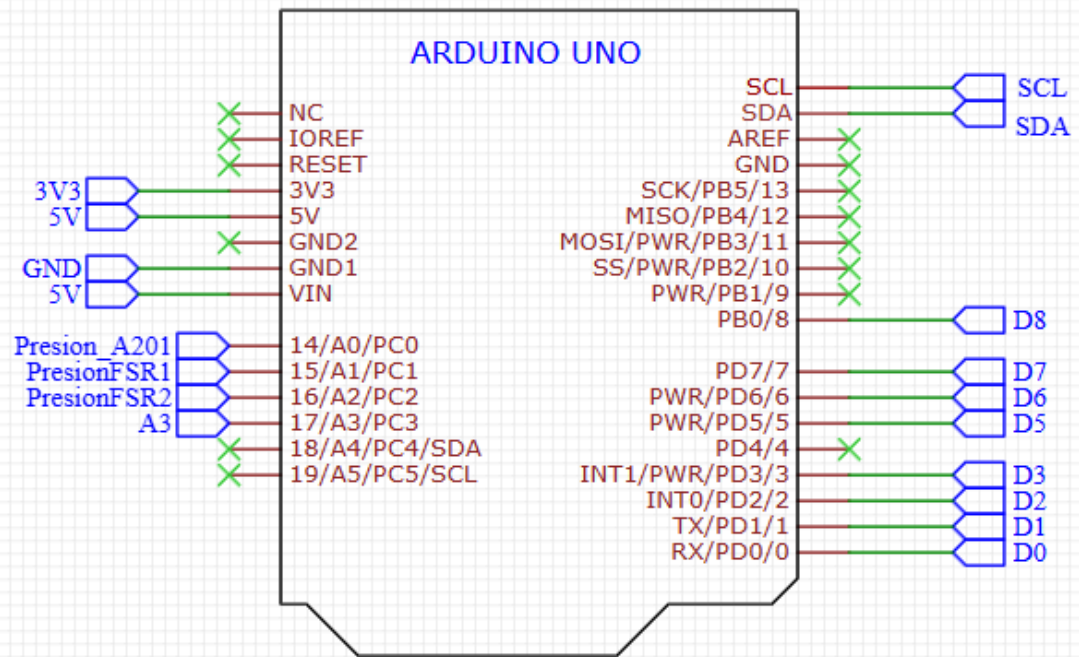 ARDUINO UNO
SCL SCL
SDA SDA
NC AREF
IOREF GND
RESET SCK/PB5/13
3V3 3V3 MISO/PB4/12
5V 5V MOSI/PWR/PB3/11
GND2 SS/PWR/PB2/10
GND GND1 PWR/PB1/9
5V VIN PB0/8 D8
Presion_A201 14/A0/PC0
PresionFSR1 15/A1/PC1 PD7/7 D7
PresionFSR2 16/A2/PC2 PWR/PD6/6 D6
A3 17/A3/PC3 PWR/PD5/5 D5
18/A4/PC4/SDA PD4/4
19/A5/PC5/SCL INT1/PWR/PD3/3 D3
INT0/PD2/2 D2
TX/PD1/1 D1
RX/PD0/0 D0